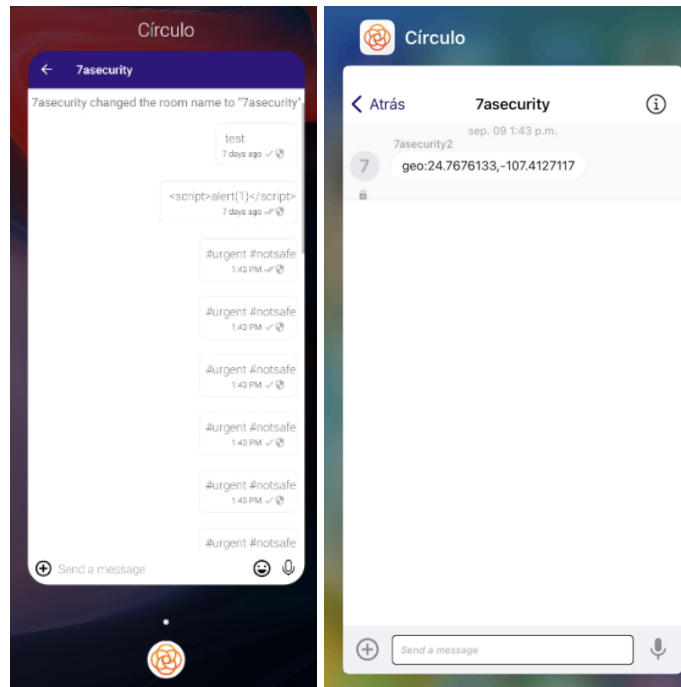 Círculo
7asecurity
7asecurity changed the room name to "7asecurity"
test
7 days ago
<script>alert(1)</script>
7 days ago
#urgent #notsafe
1:43 PM
#urgent #notsafe
1:43 PM
#urgent #notsafe
1:43 PM
#urgent #notsafe
1:43 PM
#urgent #notsafe
1:43 PM
#urgent #notsafe
Send a message
Círculo
Atrás
7asecurity
sep. 09 1:43 p.m.
7asecurity2
7
geo:24.7676133,-107.4127117
Send a message